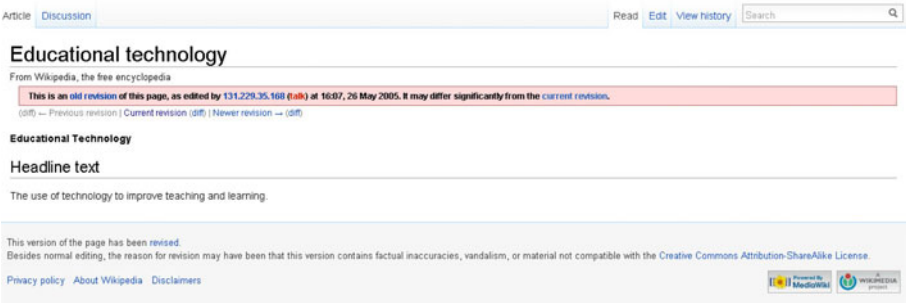 Article Discussion Read Edit View history Search
Educational technology
From Wikipedia, the free encyclopedia
This is an old revision of this page, as edited by 131.229.35.168 (talk) at 16:07, 26 May 2005. It may differ significantly from the current revision.
(diff) ← Previous revision | Current revision (diff) | Newer revision → (diff)
Educational Technology
Headline text
The use of technology to improve teaching and learning.
This version of the page has been revised.
Besides normal editing, the reason for revision may have been that this version contains factual inaccuracies, vandalism, or material not compatible with the Creative Commons Attribution-ShareAlike License.
Privacy policy About Wikipedia Disclaimers
Powered By MediaWiki
A WIKIMEDIA project